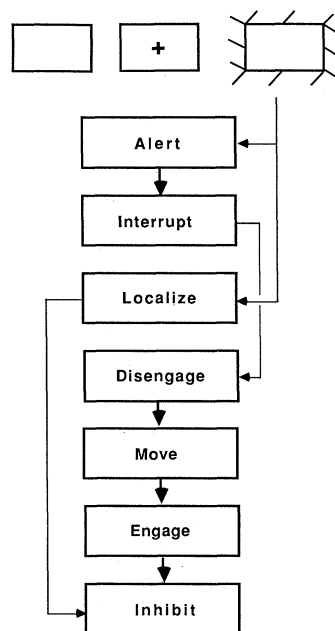 +
Alert
Interrupt
Localize
Disengage
Move
Engage
Inhibit